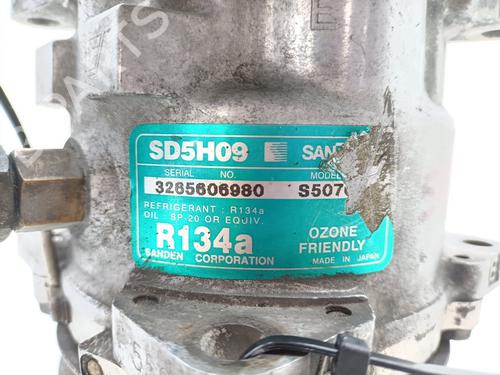 SD5H09 SAN
SERIAL NO. MODEL
3265606980 S507
REFRIGERANT : R134a
OIL : SP-20 OR EQUIV.
R134a OZONE
FRIENDLY
SANDEN CORPORATION MADE IN JAPAN